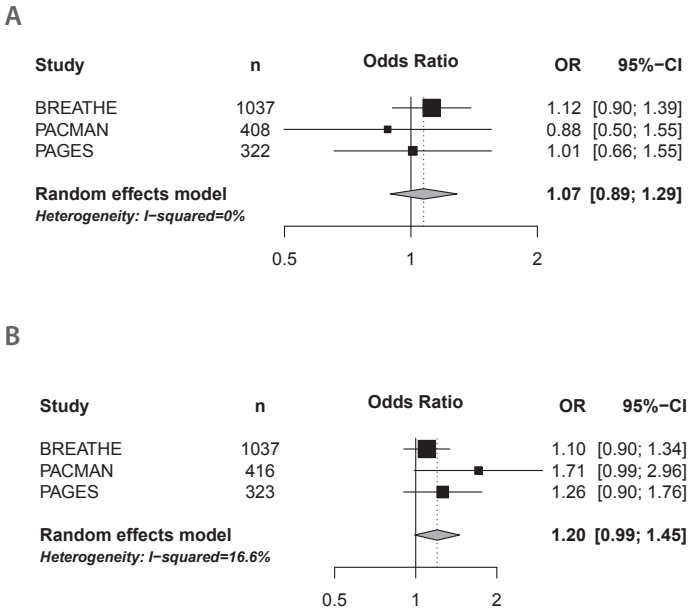 A
Study n Odds Ratio OR 95%−CI
BREATHE 1037 1.12 [0.90; 1.39]
PACMAN 408 0.88 [0.50; 1.55]
PAGES 322 1.01 [0.66; 1.55]
Random effects model 1.07 [0.89; 1.29]
Heterogeneity: I−squared=0%
0.5 1 2
B
Study n Odds Ratio OR 95%−CI
BREATHE 1037 1.10 [0.90; 1.34]
PACMAN 416 1.71 [0.99; 2.96]
PAGES 323 1.26 [0.90; 1.76]
Random effects model 1.20 [0.99; 1.45]
Heterogeneity: I−squared=16.6%
0.5 1 2